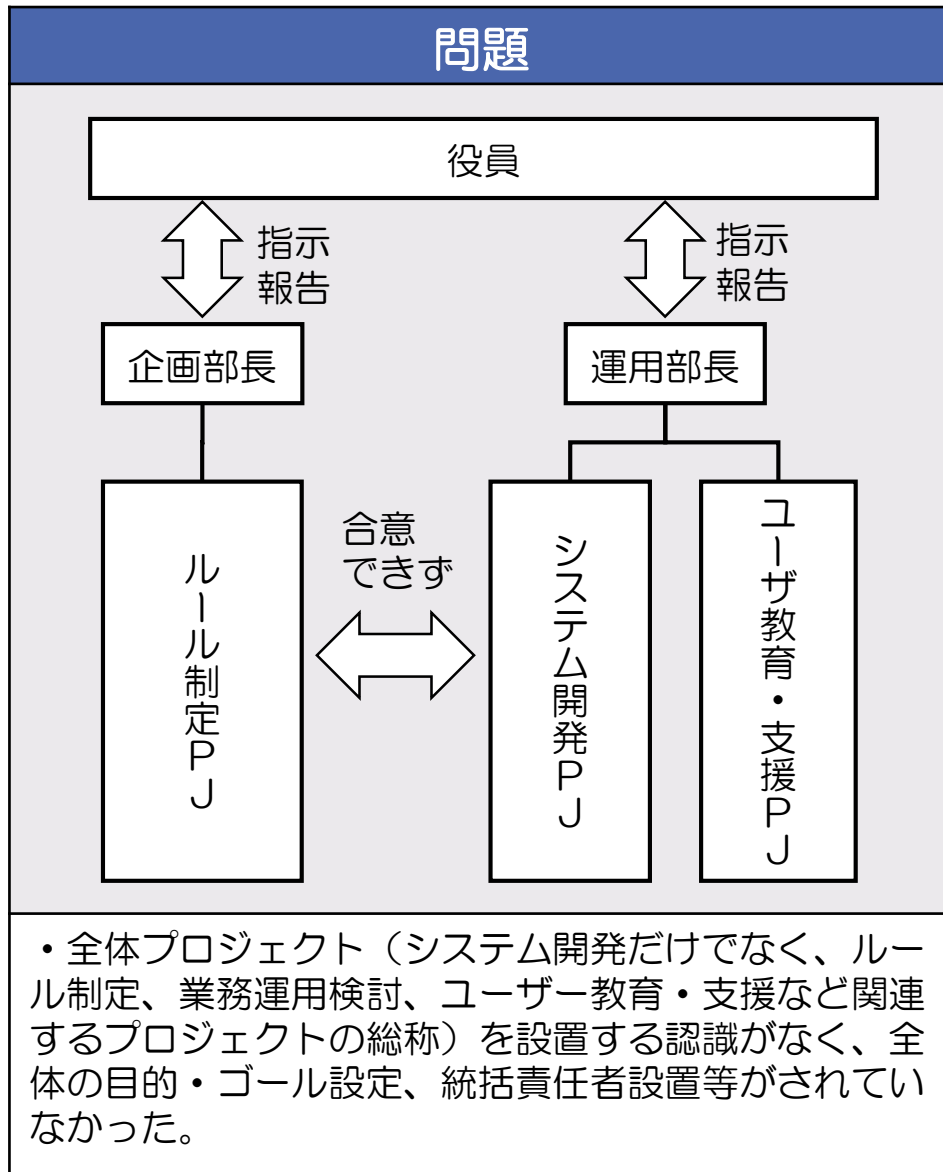 問題
役員
指示
報告
指示
報告
企画部長
運用部長
ルール制定ＰＪ
合意
できず
システム開発ＰＪ
ユーザ教育・支援ＰＪ
・全体プロジェクト（システム開発だけでなく、ルー
ル制定、業務運用検討、ユーザー教育・支援など関連
するプロジェクトの総称）を設置する認識がなく、全
体の目的・ゴール設定、統括責任者設置等がされてい
なかった。